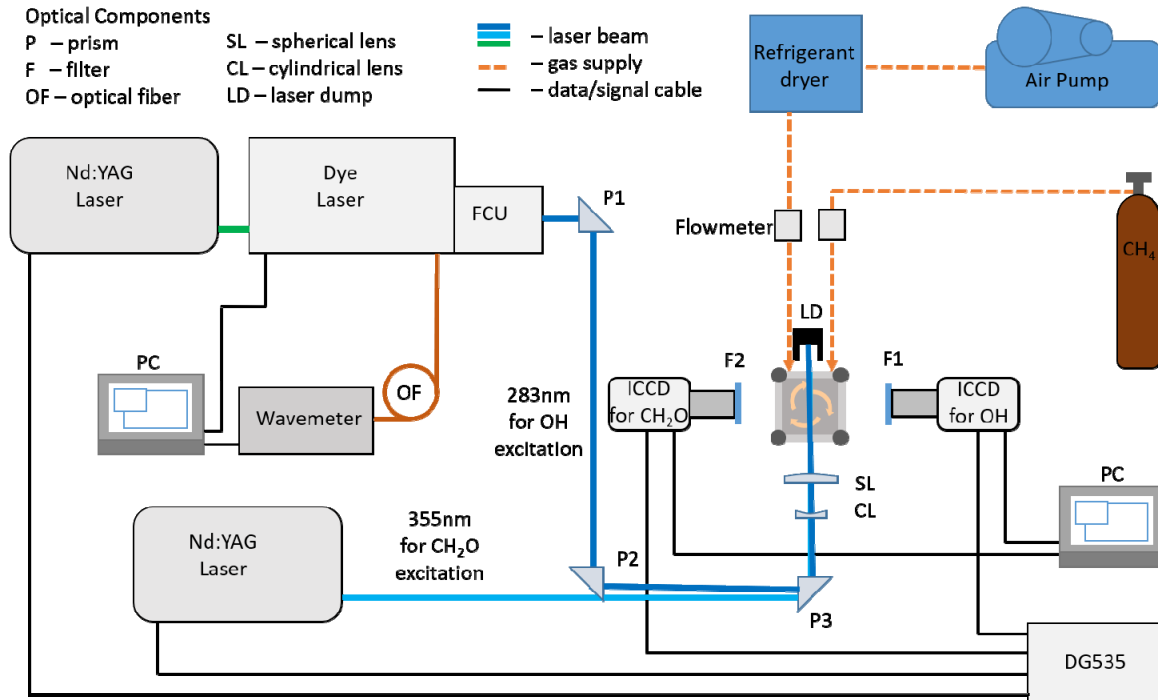 Optical Components
P – prism
F – filter
OF – optical fiber
SL – spherical lens
CL – cylindrical lens
LD – laser dump
– laser beam
– gas supply
– data/signal cable
Refrigerant
dryer
Air Pump
Nd:YAG
Laser
Dye
Laser
FCU
P1
Flowmeter
CH₄
LD
PC
F2
F1
OF
283nm
for OH
excitation
ICCD
for CH₂O
ICCD
for OH
Wavemeter
PC
SL
CL
355nm
for CH₂O
excitation
Nd:YAG
Laser
P2
P3
DG535